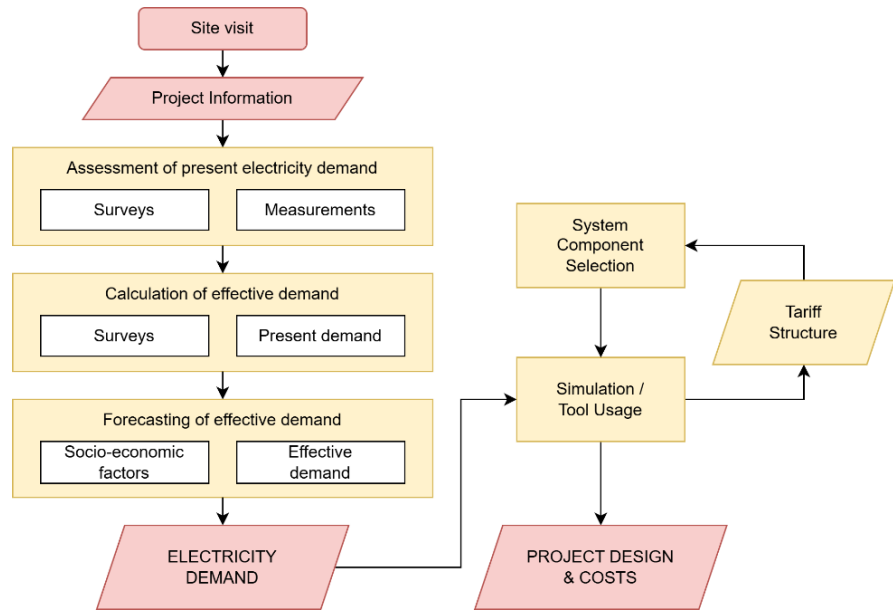 Site visit
Project Information
Assessment of present electricity demand
Surveys
Measurements
Calculation of effective demand
Surveys
Present demand
Forecasting of effective demand
Socio-economic
factors
Effective
demand
ELECTRICITY
DEMAND
System
Component
Selection
Tariff
Structure
Simulation /
Tool Usage
PROJECT DESIGN
& COSTS